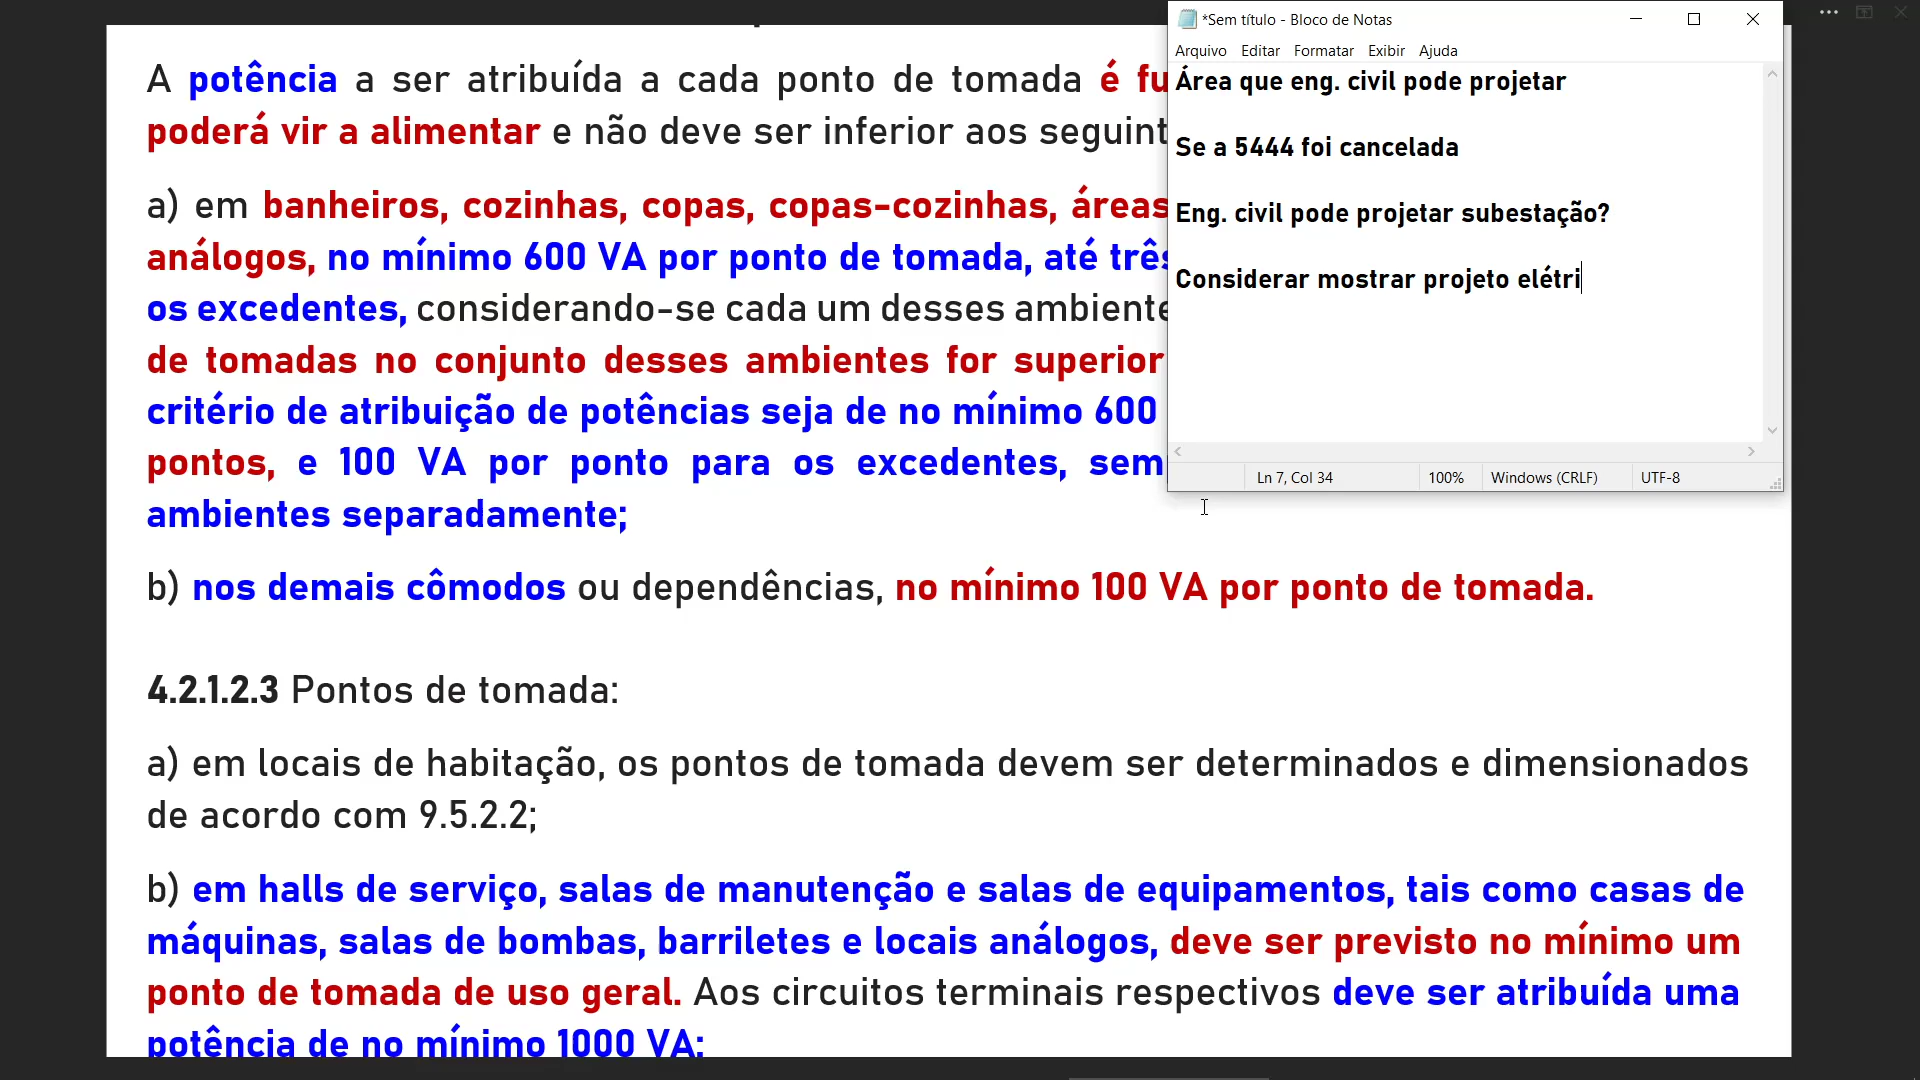 *Sem título - Bloco de Notas
Arquivo Editar Formatar Exibir Ajuda
Área que eng. civil pode projetar
Se a 5444 foi cancelada
Eng. civil pode projetar subestação?
Considerar mostrar projeto elétri
Ln 7, Col 34 100% Windows (CRLF) UTF-8
A potência a ser atribuída a cada ponto de tomada é fu
poderá vir a alimentar e não deve ser inferior aos seguint
a) em banheiros, cozinhas, copas, copas-cozinhas, áreas
análogos, no mínimo 600 VA por ponto de tomada, até três
os excedentes, considerando-se cada um desses ambiente
de tomadas no conjunto desses ambientes for superior
critério de atribuição de potências seja de no mínimo 600
pontos, e 100 VA por ponto para os excedentes, sem
ambientes separadamente;
b) nos demais cômodos ou dependências, no mínimo 100 VA por ponto de tomada.
4.2.1.2.3 Pontos de tomada:
a) em locais de habitação, os pontos de tomada devem ser determinados e dimensionados
de acordo com 9.5.2.2;
b) em halls de serviço, salas de manutenção e salas de equipamentos, tais como casas de
máquinas, salas de bombas, barriletes e locais análogos, deve ser previsto no mínimo um
ponto de tomada de uso geral. Aos circuitos terminais respectivos deve ser atribuída uma
potência de no mínimo 1000 VA;